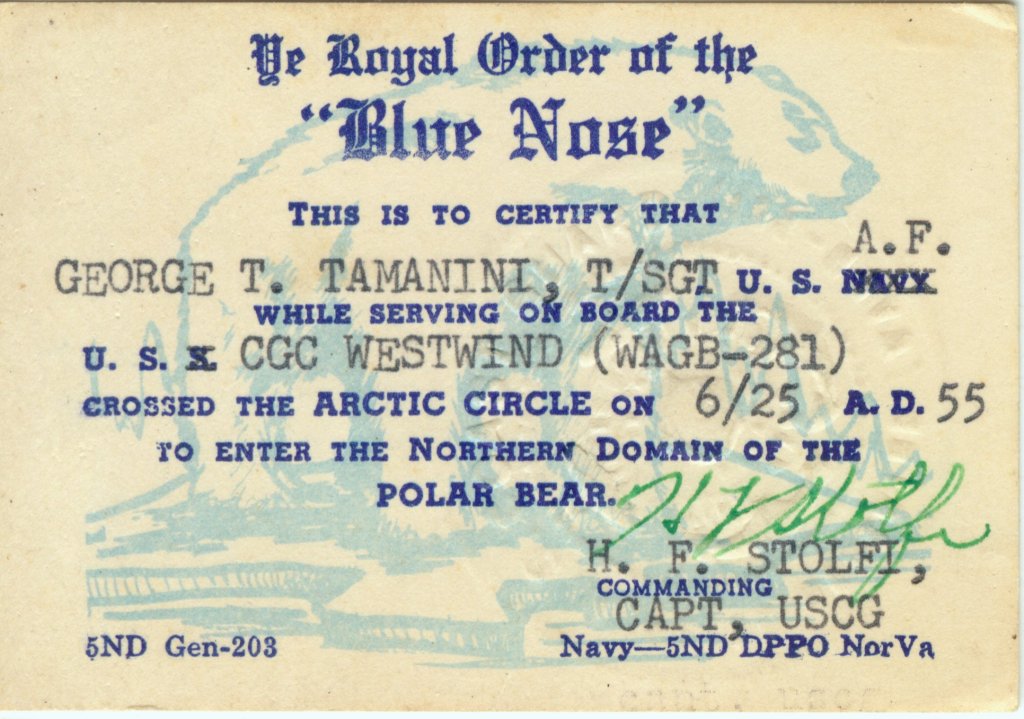 Ye Royal Order of the
"Blue Nose"
THIS IS TO CERTIFY THAT
A.F.
GEORGE T. TAMANINI, T/SGT U. S. NAVY
WHILE SERVING ON BOARD THE
U. S. CGC WESTWIND (WAGB-281)
CROSSED THE ARCTIC CIRCLE ON 6/25 A. D. 55
TO ENTER THE NORTHERN DOMAIN OF THE
POLAR BEAR.
H F Stolfi
H. F. STOLFI,
COMMANDING
CAPT, USCG
5ND Gen-203 Navy—5ND DPPO NorVa